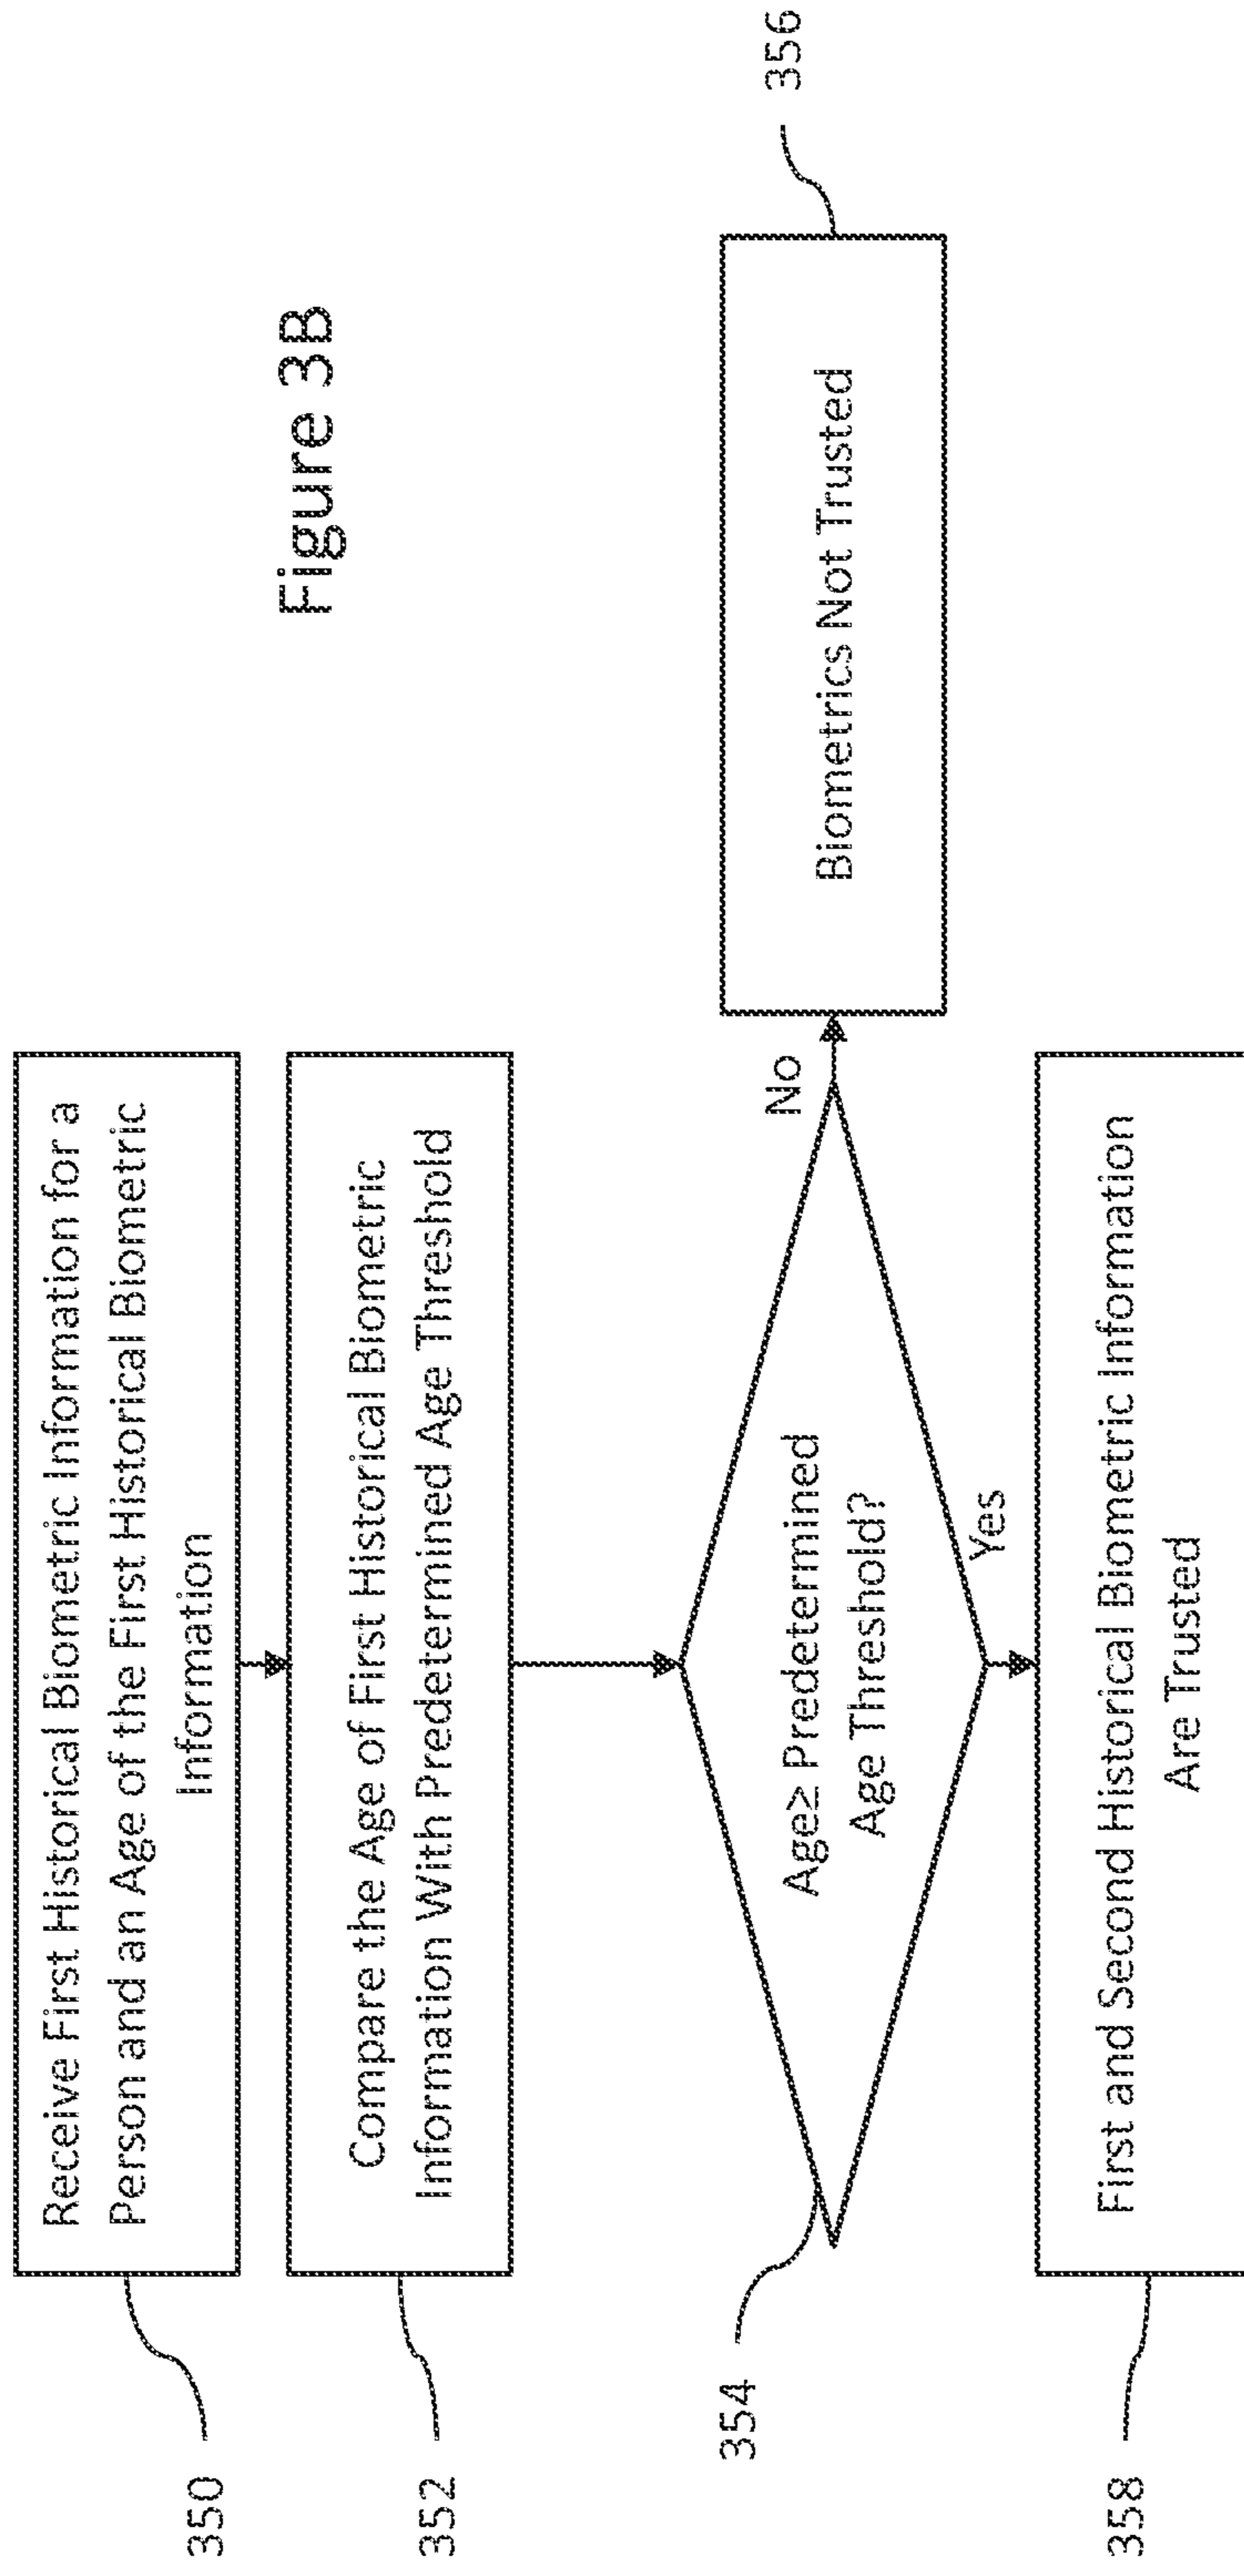 Figure 3B
350
Receive First Historical Biometric Information for a
Person and an Age of the First Historical Biometric
Information
352
Compare the Age of First Historical Biometric
Information With Predetermined Age Threshold
354
Age≥ Predetermined
Age Threshold?
No
Biometrics Not Trusted
356
Yes
358
First and Second Historical Biometric Information
Are Trusted